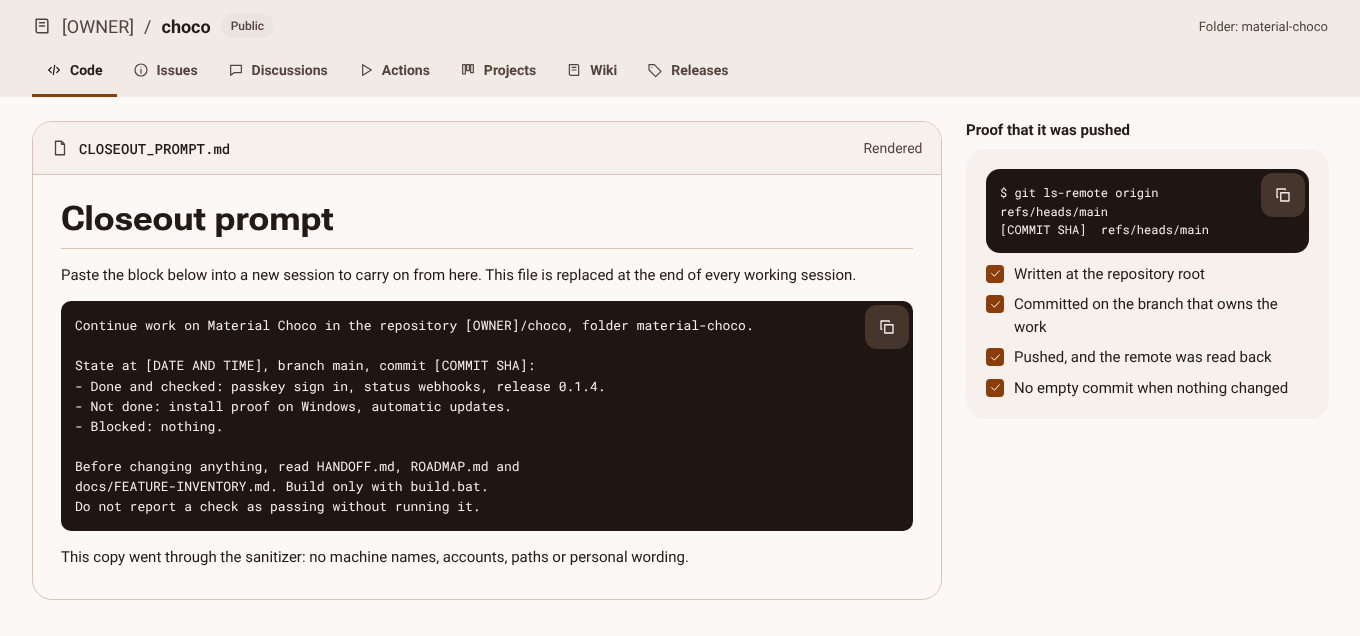 [OWNER] / choco Public
Folder: material-choco
Code Issues Discussions Actions Projects Wiki Releases
CLOSEOUT_PROMPT.md
Rendered
Closeout prompt
Paste the block below into a new session to carry on from here. This file is replaced at the end of every working session.
Continue work on Material Choco in the repository [OWNER]/choco, folder material-choco.
State at [DATE AND TIME], branch main, commit [COMMIT SHA]:
- Done and checked: passkey sign in, status webhooks, release 0.1.4.
- Not done: install proof on Windows, automatic updates.
- Blocked: nothing.
Before changing anything, read HANDOFF.md, ROADMAP.md and
docs/FEATURE-INVENTORY.md. Build only with build.bat.
Do not report a check as passing without running it.
This copy went through the sanitizer: no machine names, accounts, paths or personal wording.
Proof that it was pushed
$ git ls-remote origin
refs/heads/main
[COMMIT SHA]  refs/heads/main
Written at the repository root
Committed on the branch that owns the
work
Pushed, and the remote was read back
No empty commit when nothing changed